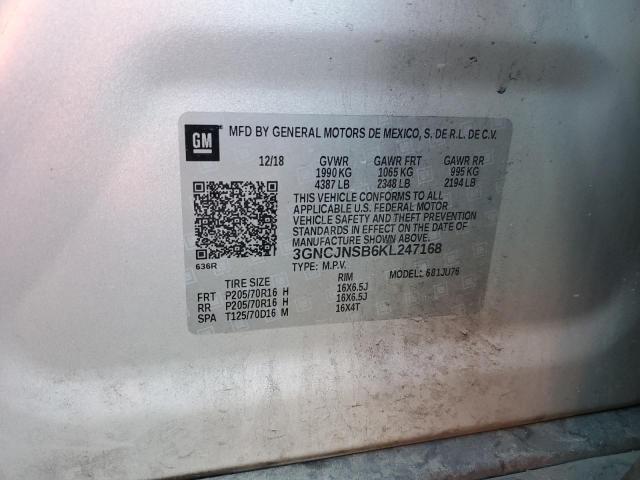 GM
MFD BY GENERAL MOTORS DE MEXICO, S. DE R.L. DE C.V.
12/18 GVWR GAWR FRT GAWR RR
1990 KG 1065 KG 995 KG
4387 LB 2348 LB 2194 LB
THIS VEHICLE CONFORMS TO ALL
APPLICABLE U.S. FEDERAL MOTOR
VEHICLE SAFETY AND THEFT PREVENTION
STANDARDS IN EFFECT ON THE DATE OF
MANUFACTURE SHOWN ABOVE.
3GNCJNSB6KL247168
636R
TYPE: M.P.V. MODEL: 681JU76
TIRE SIZE RIM
FRT P205/70R16 H 16X6.5J
RR P205/70R16 H 16X6.5J
SPA T125/70D16 M 16X4T